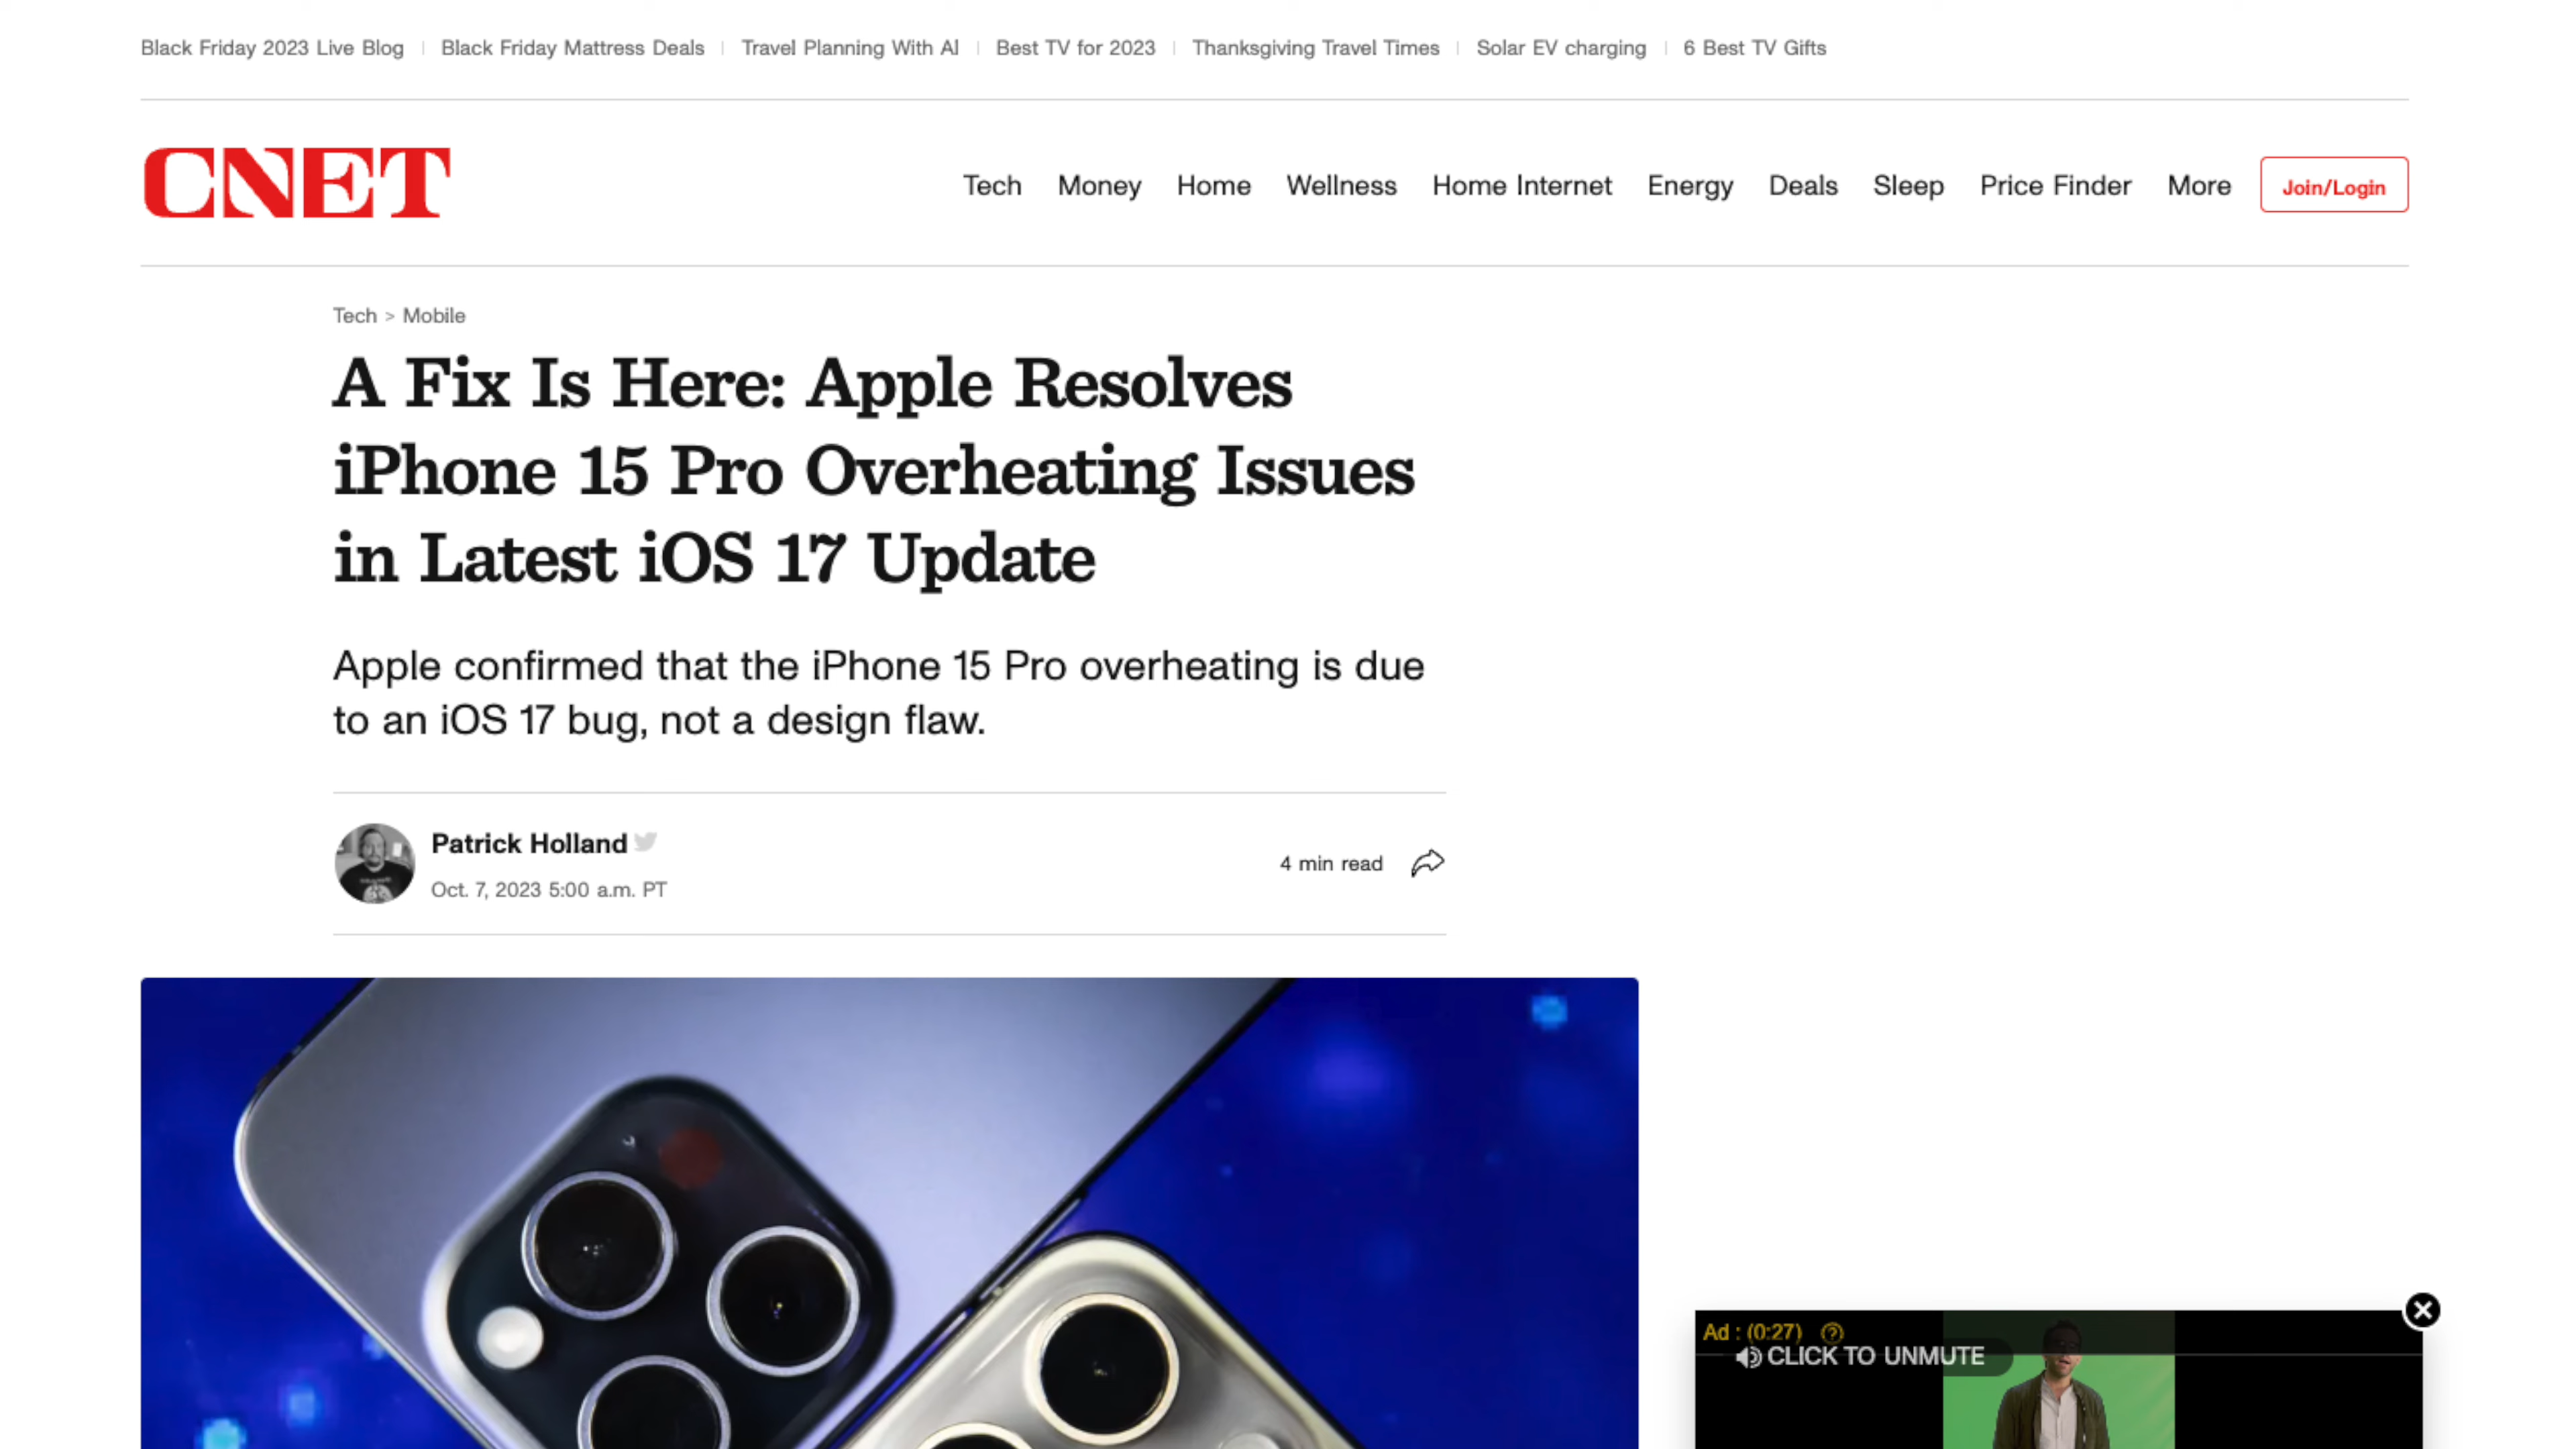 Black Friday 2023 Live Blog | Black Friday Mattress Deals | Travel Planning With AI | Best TV for 2023 | Thanksgiving Travel Times | Solar EV charging | 6 Best TV Gifts
CNET
Tech Money Home Wellness Home Internet Energy Deals Sleep Price Finder More Join/Login
Tech > Mobile
A Fix Is Here: Apple Resolves
iPhone 15 Pro Overheating Issues
in Latest iOS 17 Update
Apple confirmed that the iPhone 15 Pro overheating is due
to an iOS 17 bug, not a design flaw.
Patrick Holland
Oct. 7, 2023 5:00 a.m. PT
4 min read
Ad : (0:27)
CLICK TO UNMUTE